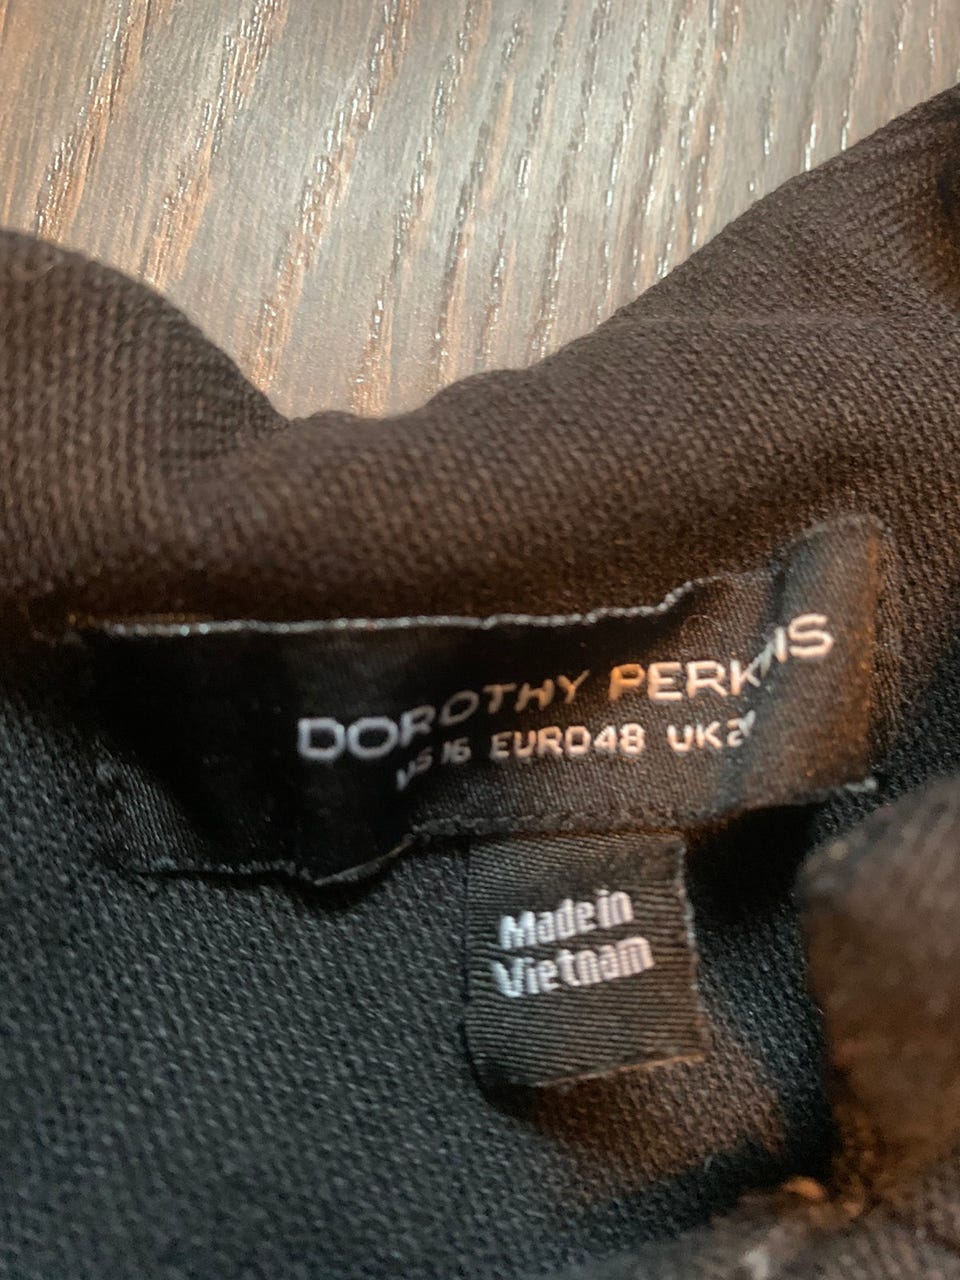 DOROTHY PERKINS
US 16 EURO48
Made in
Vietnam